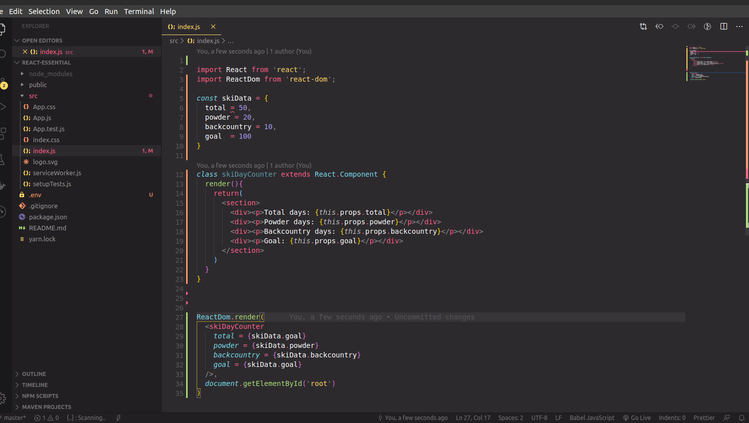 Edit Selection View Go Run Terminal Help
EXPLORER
OPEN EDITORS
index.js src 1, M
REACT-ESSENTIAL
node_modules
public
src
App.css
App.js
App.test.js
index.css
index.js 1, M
logo.svg
serviceWorker.js
setupTests.js
.env U
.gitignore
package.json
README.md
yarn.lock
OUTLINE
TIMELINE
NPM SCRIPTS
MAVEN PROJECTS
index.js
src > index.js > ...
You, a few seconds ago | 1 author (You)
1
2 import React from 'react';
3 import ReactDom from 'react-dom';
4
5 const skiData = {
6 total = 50,
7 powder = 20,
8 backcountry = 10,
9 goal = 100
10 }
11
You, a few seconds ago | 1 author (You)
12 class skiDayCounter extends React.Component {
13 render(){
14 return(
15 <section>
16 <div><p>Total days: {this.props.total}</p></div>
17 <div><p>Powder days: {this.props.powder}</p></div>
18 <div><p>Backcountry days: {this.props.backcountry}</p></div>
19 <div><p>Goal: {this.props.goal}</p></div>
20 </section>
21 )
22 }
23 }
24
25
26
27 ReactDom.render( You, a few seconds ago • Uncommitted changes
28 <skiDayCounter
29 total = {skiData.goal}
30 powder = {skiData.powder}
31 backcountry = {skiData.backcountry}
32 goal = {skiData.goal}
33 />,
34 document.getElementById('root')
35 )
master* 1 0 {..} : Scanning.. You, a few seconds ago Ln 27, Col 17 Spaces: 2 UTF-8 LF Babel JavaScript Go Live Indents: 0 Prettier